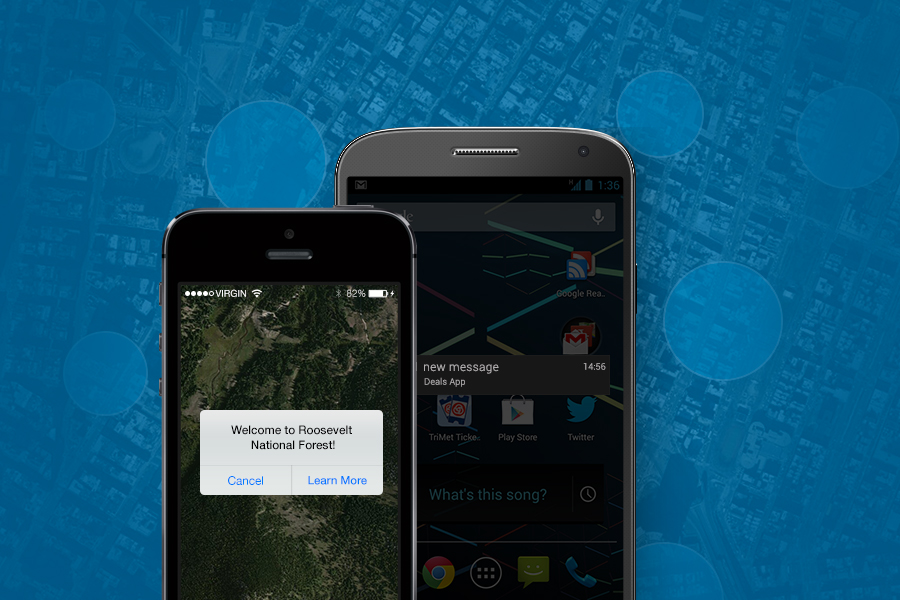 1:36
Google Rea..
VIRGIN
82%
new message
14:56
Deals App
Welcome to Roosevelt
National Forest!
TriMet Ticke..
Play Store
Twitter
Cancel
Learn More
What's this song?